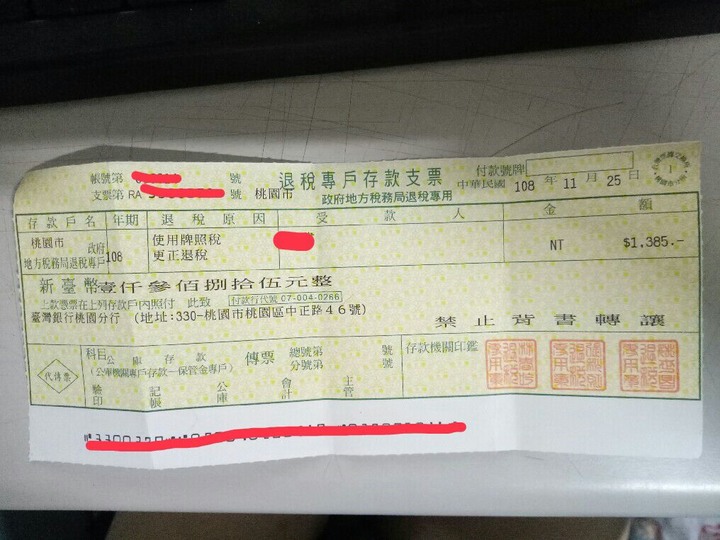 帳號第 號 退稅專戶存款支票 付款號牌
支票第 RA 號 桃園市 政府地方稅務局退稅專用 中華民國 108 年 11 月 25 日
存款戶名 年期 退稅原因 受款人 金額
桃園市 政府 地方稅務局退稅專戶 108 使用牌照稅 更正退稅 NT $1,385.-
新臺幣壹仟參佰捌拾伍元整
上款憑票在上列存款戶內照付 此致 付款行代號 07-004-0266
臺灣銀行桃園分行 (地址:330-桃園市桃園區中正路46號) 禁止背書轉讓
代傳票 科目 公庫存款 傳票 總號第 號 存款機關印鑑
(公庫機關專戶存款-保管金專戶) 分號第 號
驗印 記帳 公庫 會計 主管